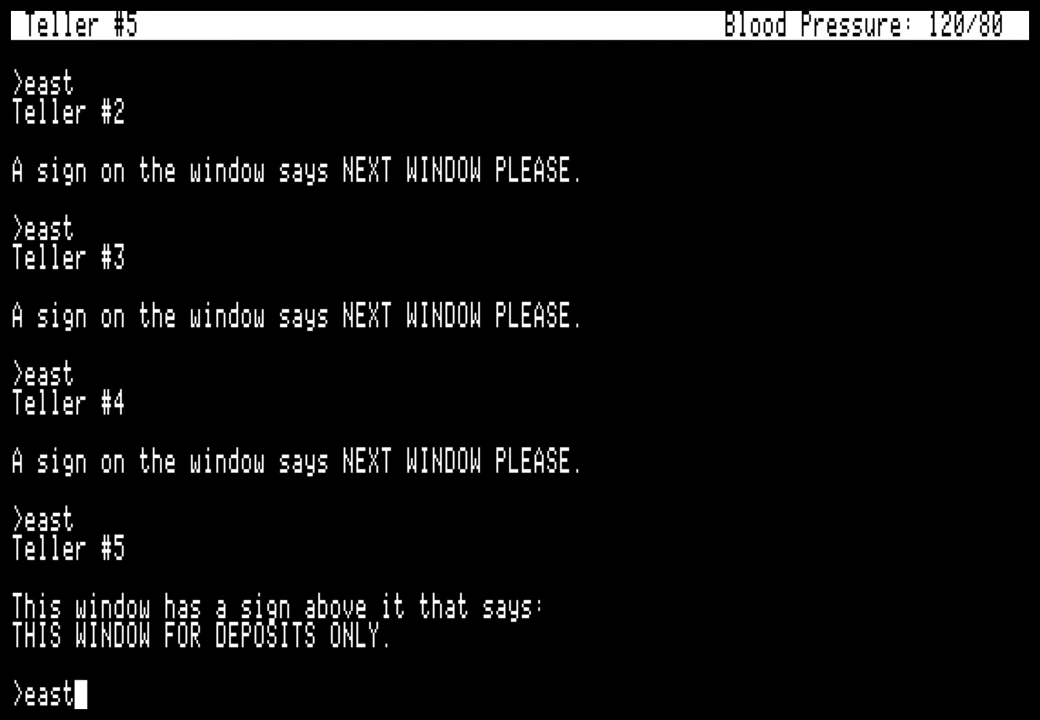 Teller #5 Blood Pressure: 120/80
>east
Teller #2
A sign on the window says NEXT WINDOW PLEASE.
>east
Teller #3
A sign on the window says NEXT WINDOW PLEASE.
>east
Teller #4
A sign on the window says NEXT WINDOW PLEASE.
>east
Teller #5
This window has a sign above it that says:
THIS WINDOW FOR DEPOSITS ONLY.
>east